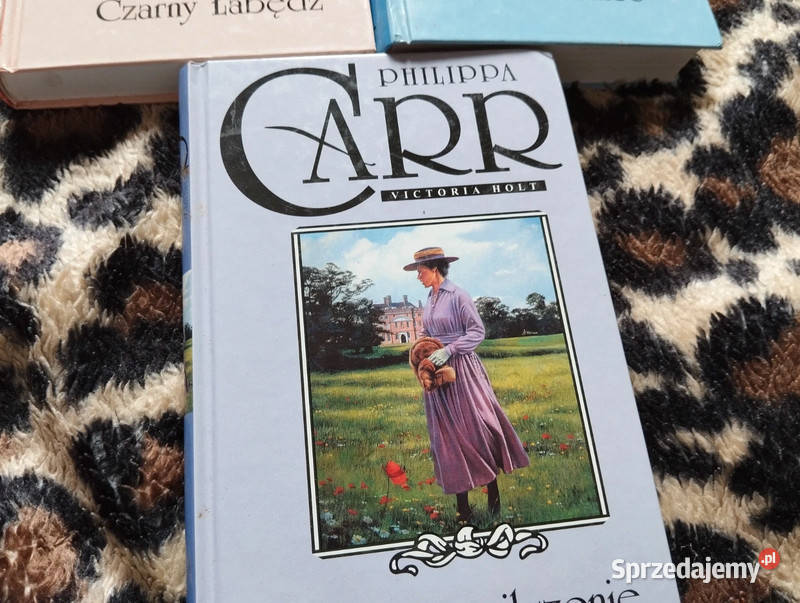 Czarny Łabędź
PHILIPPA
CARR
VICTORIA HOLT
Sprzedajemy.pl